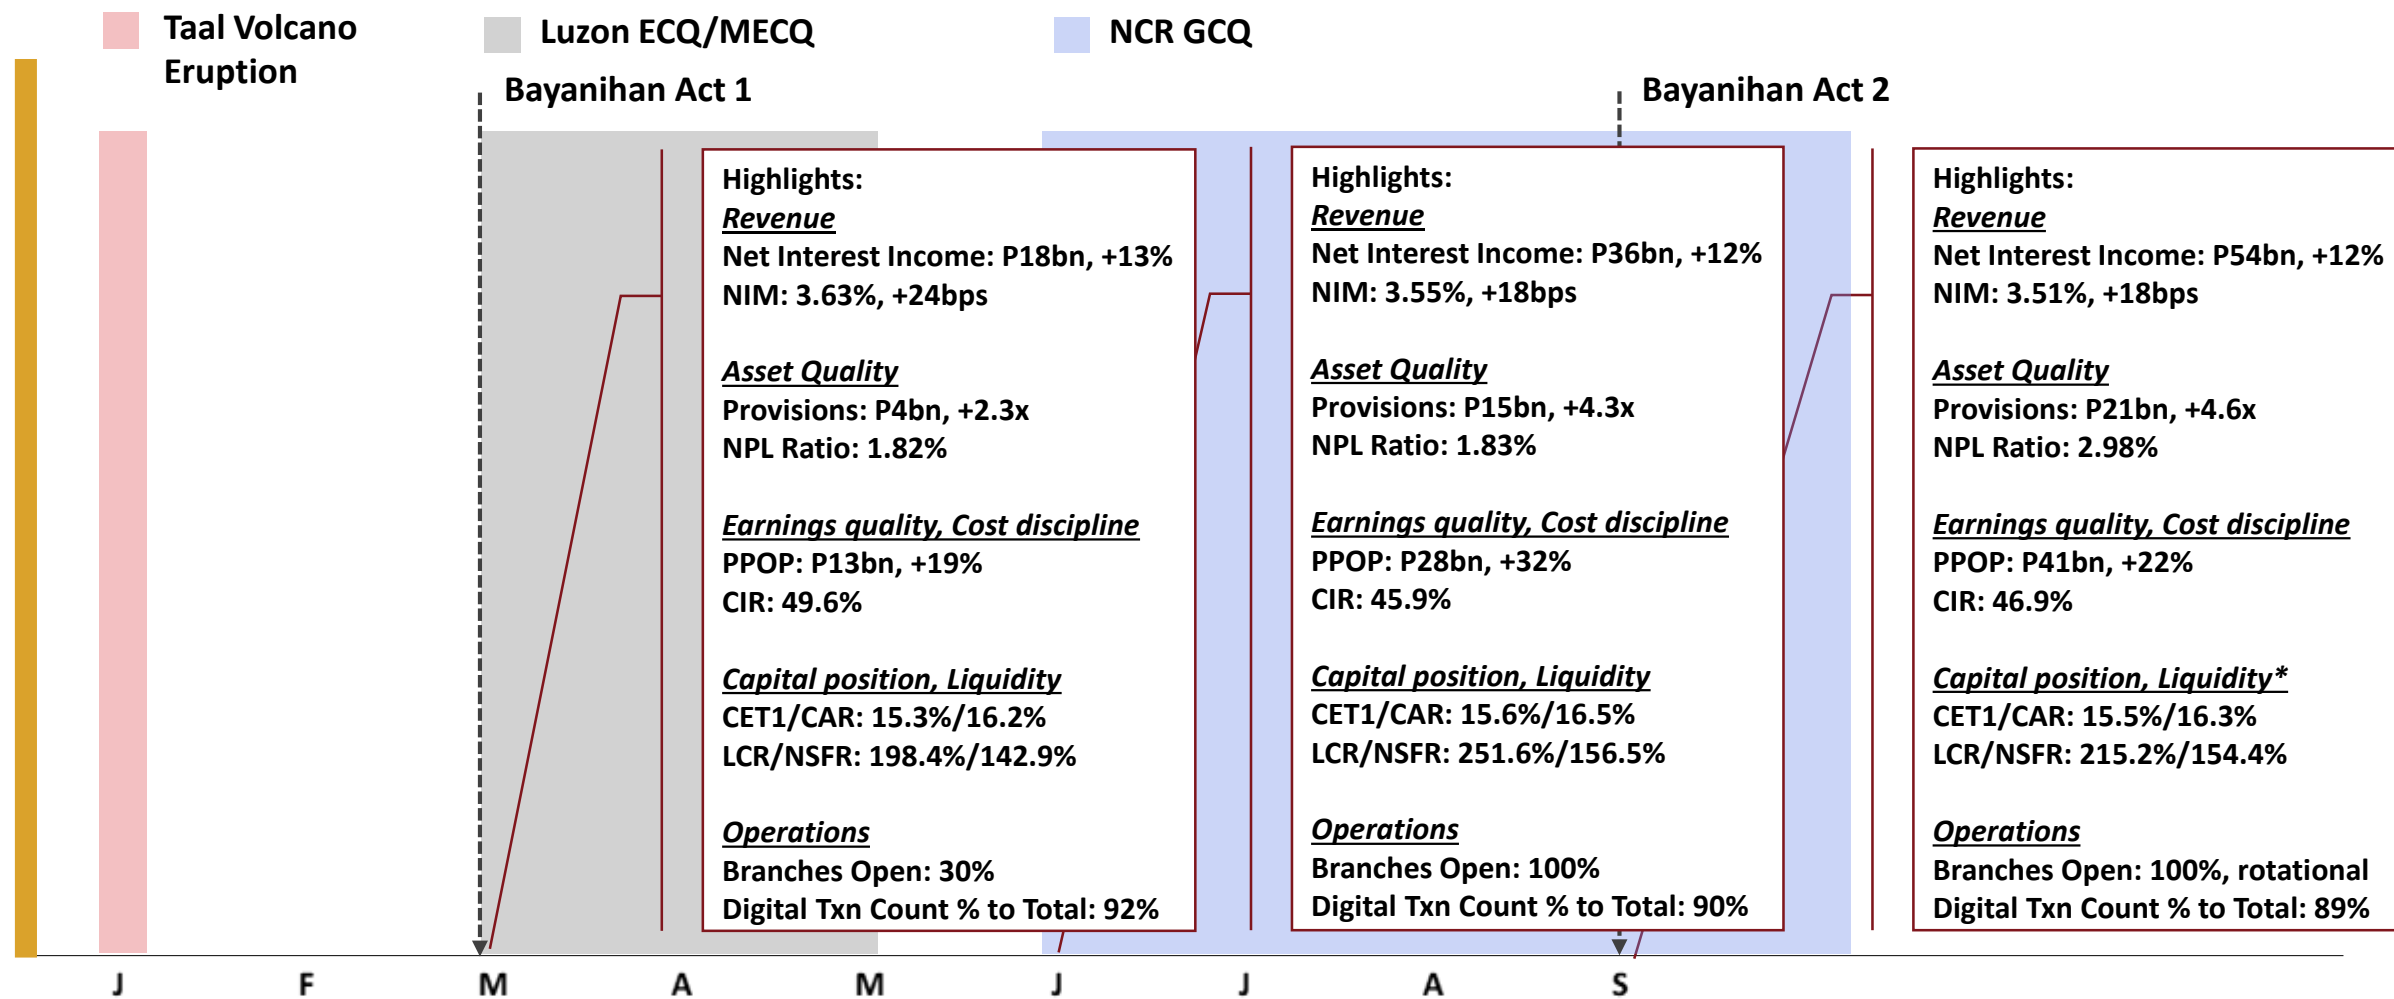 Taal Volcano
Eruption
Luzon ECQ/MECQ
NCR GCQ
Bayanihan Act 1
Bayanihan Act 2
Highlights:
Revenue
Net Interest Income: P18bn, +13%
NIM: 3.63%, +24bps
Asset Quality
Provisions: P4bn, +2.3x
NPL Ratio: 1.82%
Earnings quality, Cost discipline
PPOP: P13bn, +19%
CIR: 49.6%
Capital position, Liquidity
CET1/CAR: 15.3%/16.2%
LCR/NSFR: 198.4%/142.9%
Operations
Branches Open: 30%
Digital Txn Count % to Total: 92%
Highlights:
Revenue
Net Interest Income: P36bn, +12%
NIM: 3.55%, +18bps
Asset Quality
Provisions: P15bn, +4.3x
NPL Ratio: 1.83%
Earnings quality, Cost discipline
PPOP: P28bn, +32%
CIR: 45.9%
Capital position, Liquidity
CET1/CAR: 15.6%/16.5%
LCR/NSFR: 251.6%/156.5%
Operations
Branches Open: 100%
Digital Txn Count % to Total: 90%
Highlights:
Revenue
Net Interest Income: P54bn, +12%
NIM: 3.51%, +18bps
Asset Quality
Provisions: P21bn, +4.6x
NPL Ratio: 2.98%
Earnings quality, Cost discipline
PPOP: P41bn, +22%
CIR: 46.9%
Capital position, Liquidity*
CET1/CAR: 15.5%/16.3%
LCR/NSFR: 215.2%/154.4%
Operations
Branches Open: 100%, rotational
Digital Txn Count % to Total: 89%
J F M A M J J A S